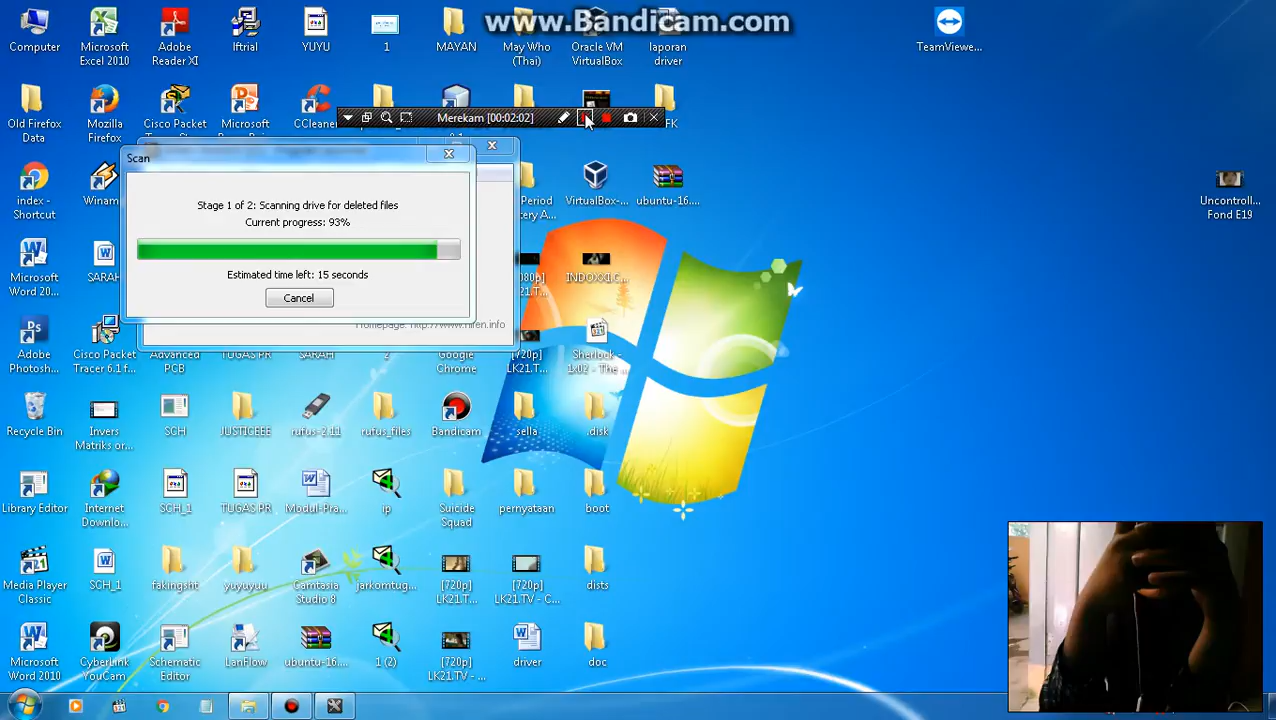 www.Bandicam.com
Computer
Microsoft
Excel 2010
Adobe
Reader XI
lftrial
YUYU
1
MAYAN
May Who
(Thai)
Oracle VM
VirtualBox
laporan
driver
TeamViewe...
Merekam [00:02:02]
Old Firefox
Data
Mozilla
Firefox
Cisco Packet
Microsoft
CCleaner
FK
Scan
Stage 1 of 2: Scanning drive for deleted files
Current progress: 93%
Estimated time left: 15 seconds
Cancel
Homepage: http://www.hiren.info
index -
Shortcut
Winam
Period
VirtualBox-...
ubuntu-16....
Uncontroll...
Fond E19
Microsoft
Word 20...
SARAH
INDOXXI.C...
Adobe
Photosh...
Cisco Packet
Tracer 6.1 f...
Advanced
PCB
TUGAS PR
SARAH
2
Google
Chrome
[720p]
LK21.T...
Sherlock -
1x02 - The ...
Recycle Bin
Invers
Matriks or...
SCH
JUSTICEEE
rufus-2.11
rufus_files
Bandicam
sella
.disk
Library Editor
Internet
Downlo...
SCH_1
TUGAS PR
Modul-Pra...
ip
Suicide
Squad
pernyataan
boot
Media Player
Classic
SCH_1
fakingsht
yuyuyuu
Camtasia
Studio 8
jarkomtug...
[720p]
LK21.T...
[720p]
LK21.TV - C...
dists
Microsoft
Word 2010
CyberLink
YouCam
Schematic
Editor
LanFlow
ubuntu-16....
1 (2)
[720p]
LK21.TV - ...
driver
doc